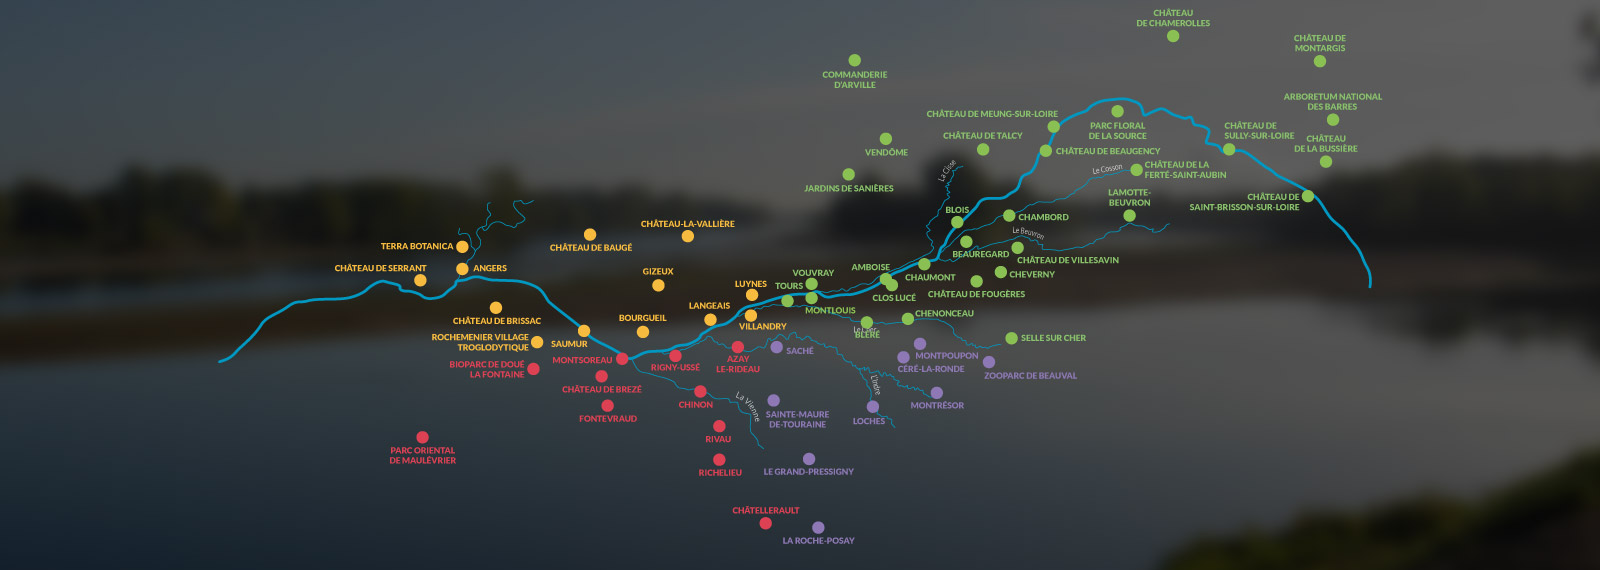 CHÂTEAU
DE CHAMEROLLES
CHÂTEAU DE
MONTARGIS
COMMANDERIE
D'ARVILLE
ARBORETUM NATIONAL
DES BARRES
CHÂTEAU DE MEUNG-SUR-LOIRE
PARC FLORAL
DE LA SOURCE
CHÂTEAU DE
SULLY-SUR-LOIRE
CHÂTEAU
DE LA BUSSIÈRE
CHÂTEAU DE TALCY
VENDÔME
CHÂTEAU DE BEAUGENCY
La Cisse
Le Cosson
CHÂTEAU DE LA
FERTÉ-SAINT-AUBIN
JARDINS DE SANIÈRES
LAMOTTE-
BEUVRON
CHÂTEAU DE
SAINT-BRISSON-SUR-LOIRE
BLOIS
CHAMBORD
CHÂTEAU-LA-VALLIÈRE
Le Beuvron
TERRA BOTANICA
CHÂTEAU DE BAUGÉ
BEAUREGARD
CHÂTEAU DE VILLESAVIN
CHÂTEAU DE SERRANT
ANGERS
GIZEUX
VOUVRAY
AMBOISE
CHAUMONT
CHEVERNY
LUYNES
TOURS
CLOS LUCÉ
CHÂTEAU DE FOUGÈRES
LANGEAIS
MONTLOUIS
CHENONCEAU
CHÂTEAU DE BRISSAC
BOURGUEIL
VILLANDRY
Le Cher
BLÉRÉ
ROCHEMENIER VILLAGE
TROGLODYTIQUE
SAUMUR
SELLE SUR CHER
MONTSOREAU
AZAY
LE-RIDEAU
SACHÉ
MONTPOUPON
BIOPARC DE DOUÉ
LA FONTAINE
RIGNY-USSÉ
CÉRÉ-LA-RONDE
ZOOPARC DE BEAUVAL
CHÂTEAU DE BREZÉ
L'Indre
CHINON
La Vienne
MONTRÉSOR
FONTEVRAUD
SAINTE-MAURE
DE-TOURAINE
LOCHES
RIVAU
PARC ORIENTAL
DE MAULÉVRIER
RICHELIEU
LE GRAND-PRESSIGNY
CHÂTELLERAULT
LA ROCHE-POSAY